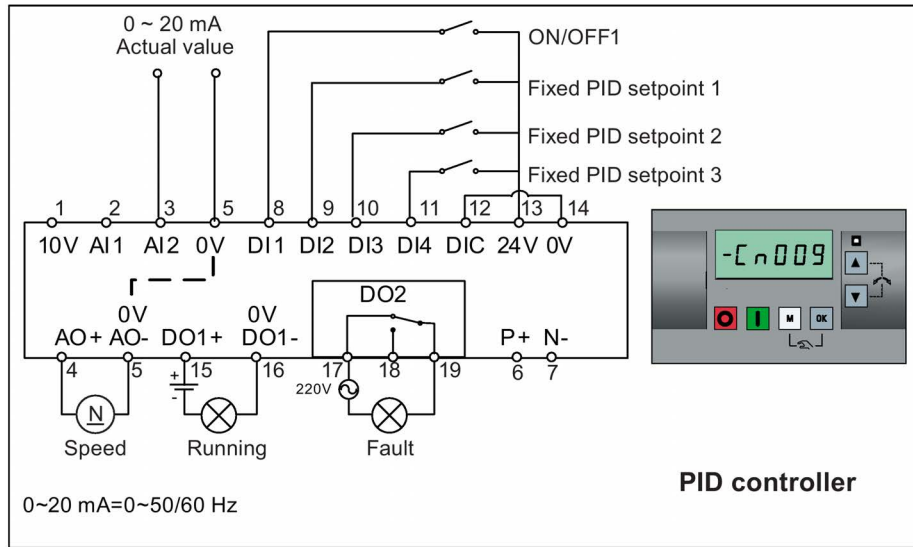 0 ~ 20 mA
Actual value
ON/OFF1
Fixed PID setpoint 1
Fixed PID setpoint 2
Fixed PID setpoint 3
1 2 3 5 8 9 10 11 12 13 14
10V AI1 AI2 0V DI1 DI2 DI3 DI4 DIC 24V 0V
-Cn009
M OK
DO2
0V 0V
AO+ AO- DO1+ DO1- P+ N-
4 5 15 16 17 18 19 6 7
+
-
220V
N
Speed Running Fault
PID controller
0~20 mA=0~50/60 Hz